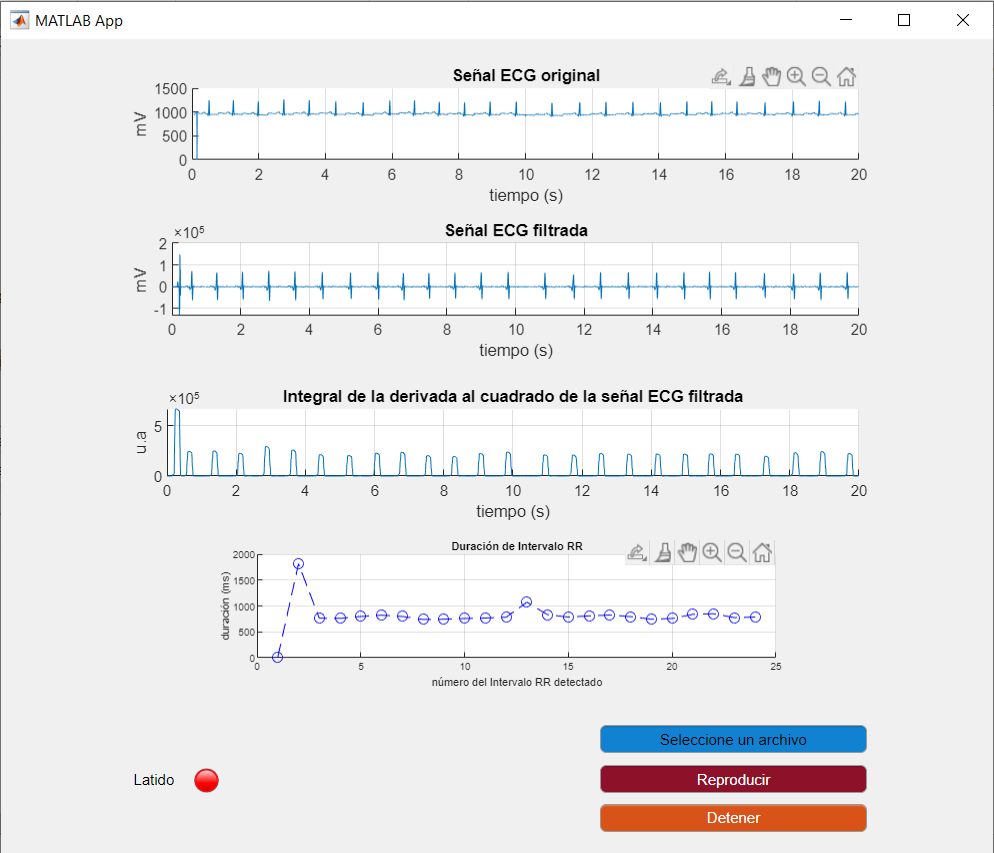 MATLAB App
Señal ECG original
1500
1000
500
0
mV
0 2 4 6 8 10 12 14 16 18 20
tiempo (s)
Señal ECG filtrada
×10⁵
2
1
0
-1
mV
0 2 4 6 8 10 12 14 16 18 20
tiempo (s)
Integral de la derivada al cuadrado de la señal ECG filtrada
×10⁵
5
0
u.a
0 2 4 6 8 10 12 14 16 18 20
tiempo (s)
Duración de Intervalo RR
2000
1500
1000
500
0
duración (ms)
0 5 10 15 20 25
número del Intervalo RR detectado
Seleccione un archivo
Latido
Reproducir
Detener